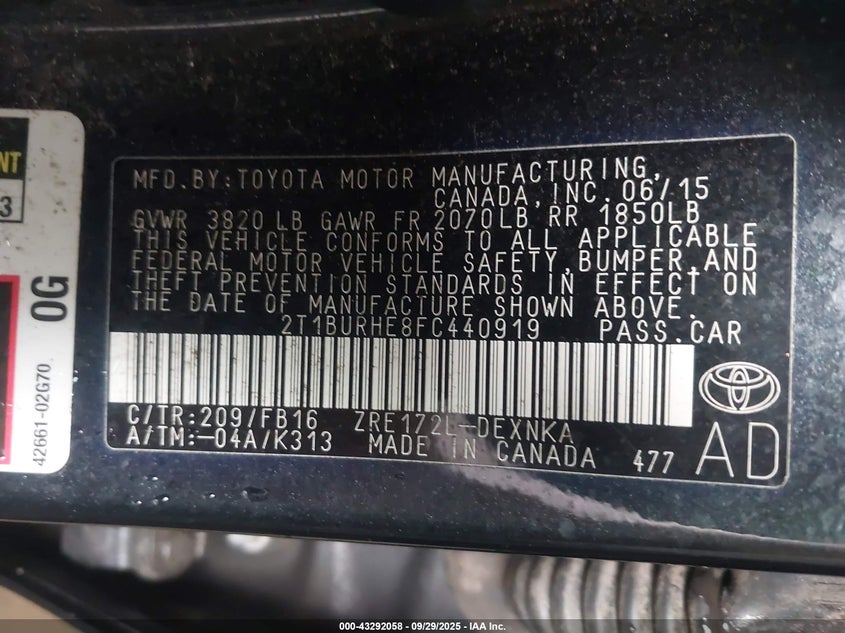 NT
3
0G
42661-02G70
MFD.BY:TOYOTA MOTOR MANUFACTURING,
CANADA,INC. 06/15
GVWR 3820 LB GAWR FR 2070LB RR 1850LB
THIS VEHICLE CONFORMS TO ALL APPLICABLE
FEDERAL MOTOR VEHICLE SAFETY,BUMPER,AND
THEFT PREVENTION STANDARDS IN EFFECT ON
THE DATE OF MANUFACTURE SHOWN ABOVE.
2T1BURHE8FC440919 PASS.CAR
C/TR:209/FB16 ZRE172L-DEXNKA
A/TM:-04A/K313 MADE IN CANADA 477
AD
000-43292058 - 09/29/2025 - IAA Inc.